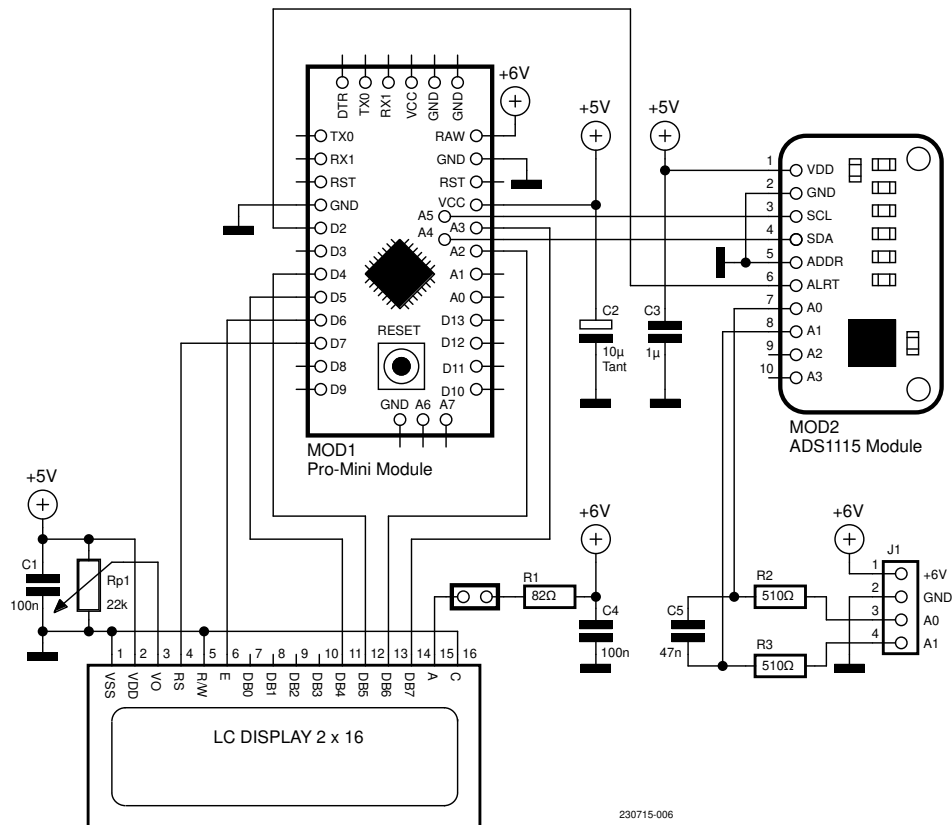 +6V
DTR
TX0
RX1
VCC
GND
GND
TX0
RX1
RST
GND
D2
D3
D4
D5
D6
D7
D8
D9
RAW
GND
RST
VCC
A5
A3
A4
A2
A1
A0
D13
D12
D11
D10
RESET
GND
A6
A7
MOD1
Pro-Mini Module
+5V
+5V
C2
10µ
Tant
C3
1µ
1 VDD
2 GND
3 SCL
4 SDA
5 ADDR
6 ALRT
7 A0
8 A1
9 A2
10 A3
MOD2
ADS1115 Module
+5V
C1
100n
Rp1
22k
+6V
R1
82Ω
C4
100n
C5
47n
R2
510Ω
R3
510Ω
+6V
J1
1 +6V
2 GND
3 A0
4 A1
1 2 3 4 5 6 7 8 9 10 11 12 13 14 15 16
VSS VDD VO RS R/W E DB0 DB1 DB2 DB3 DB4 DB5 DB6 DB7 A C
LC DISPLAY 2 x 16
230715-006